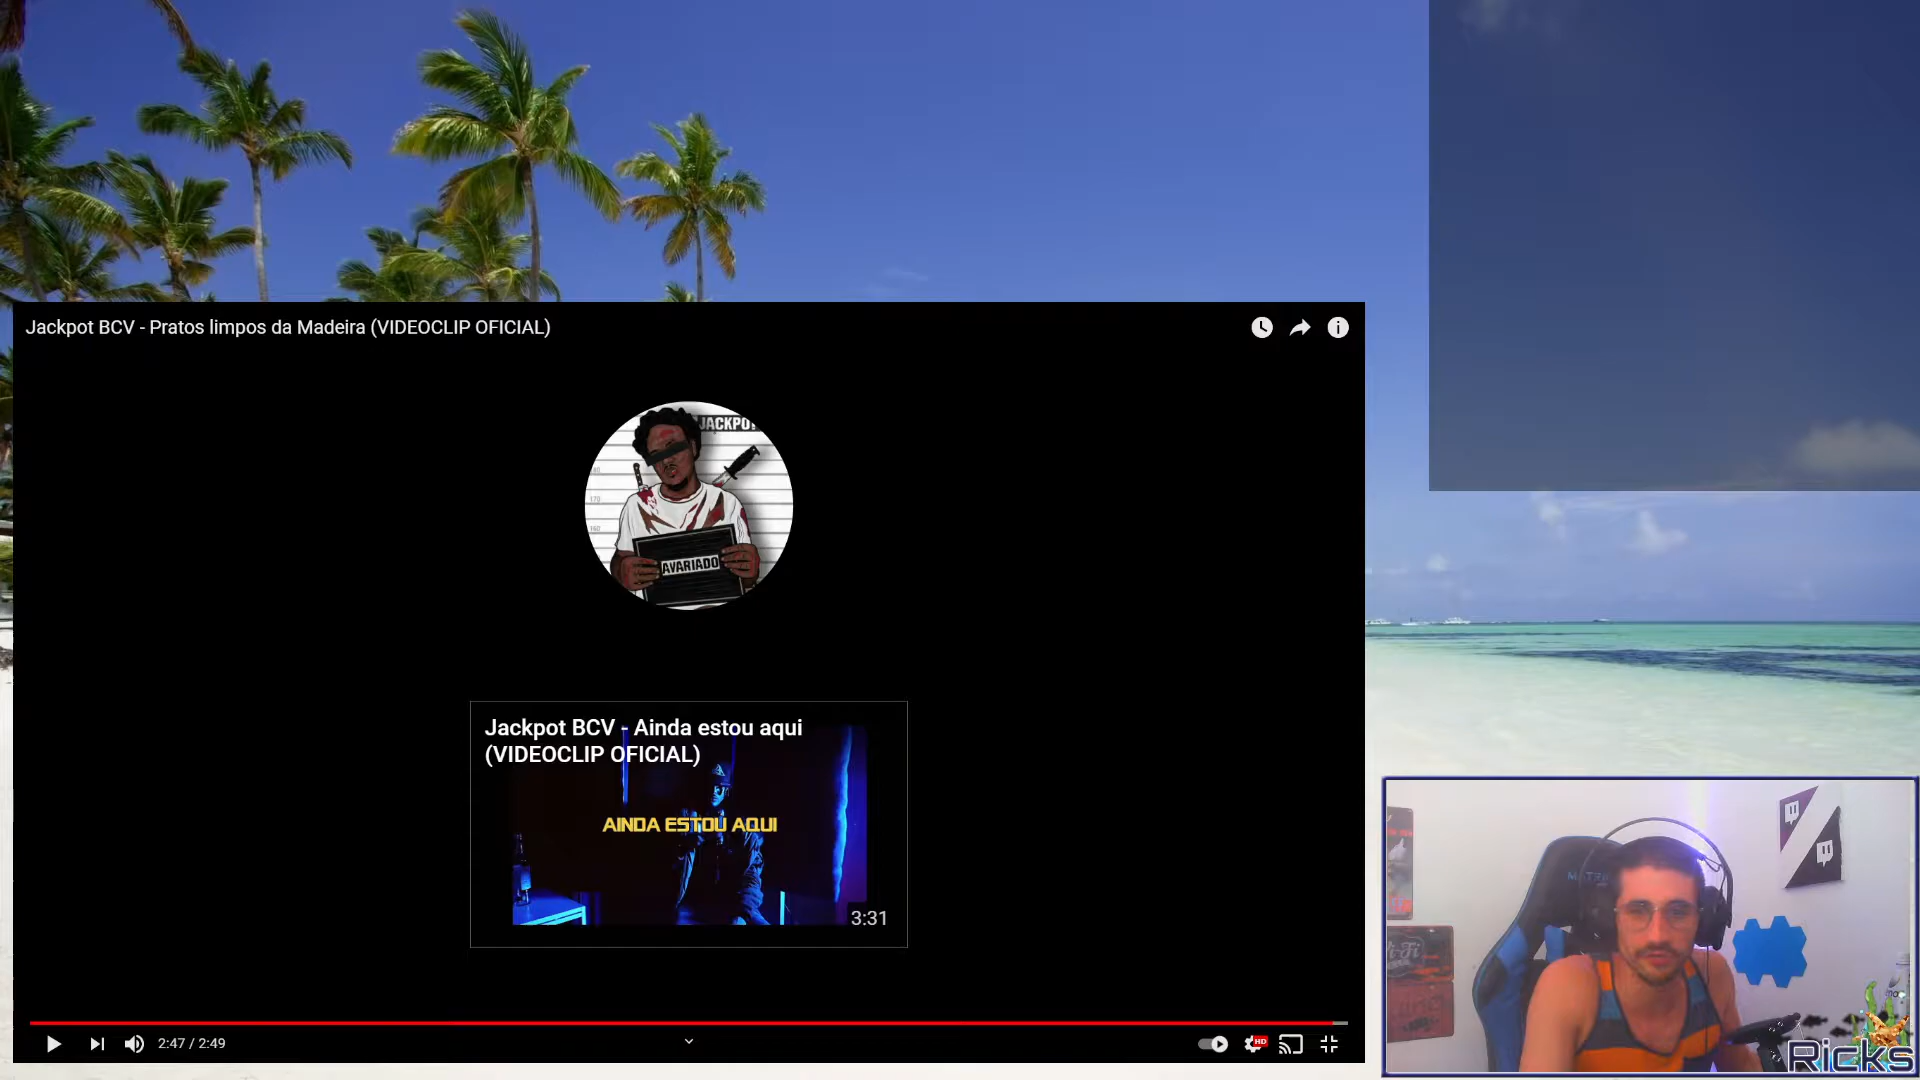 Jackpot BCV - Pratos limpos da Madeira (VIDEOCLIP OFICIAL)
AVARIADO
Jackpot BCV - Ainda estou aqui
(VIDEOCLIP OFICIAL)
AINDA ESTOU AQUI
3:31
2:47 / 2:49
HD
Ricks